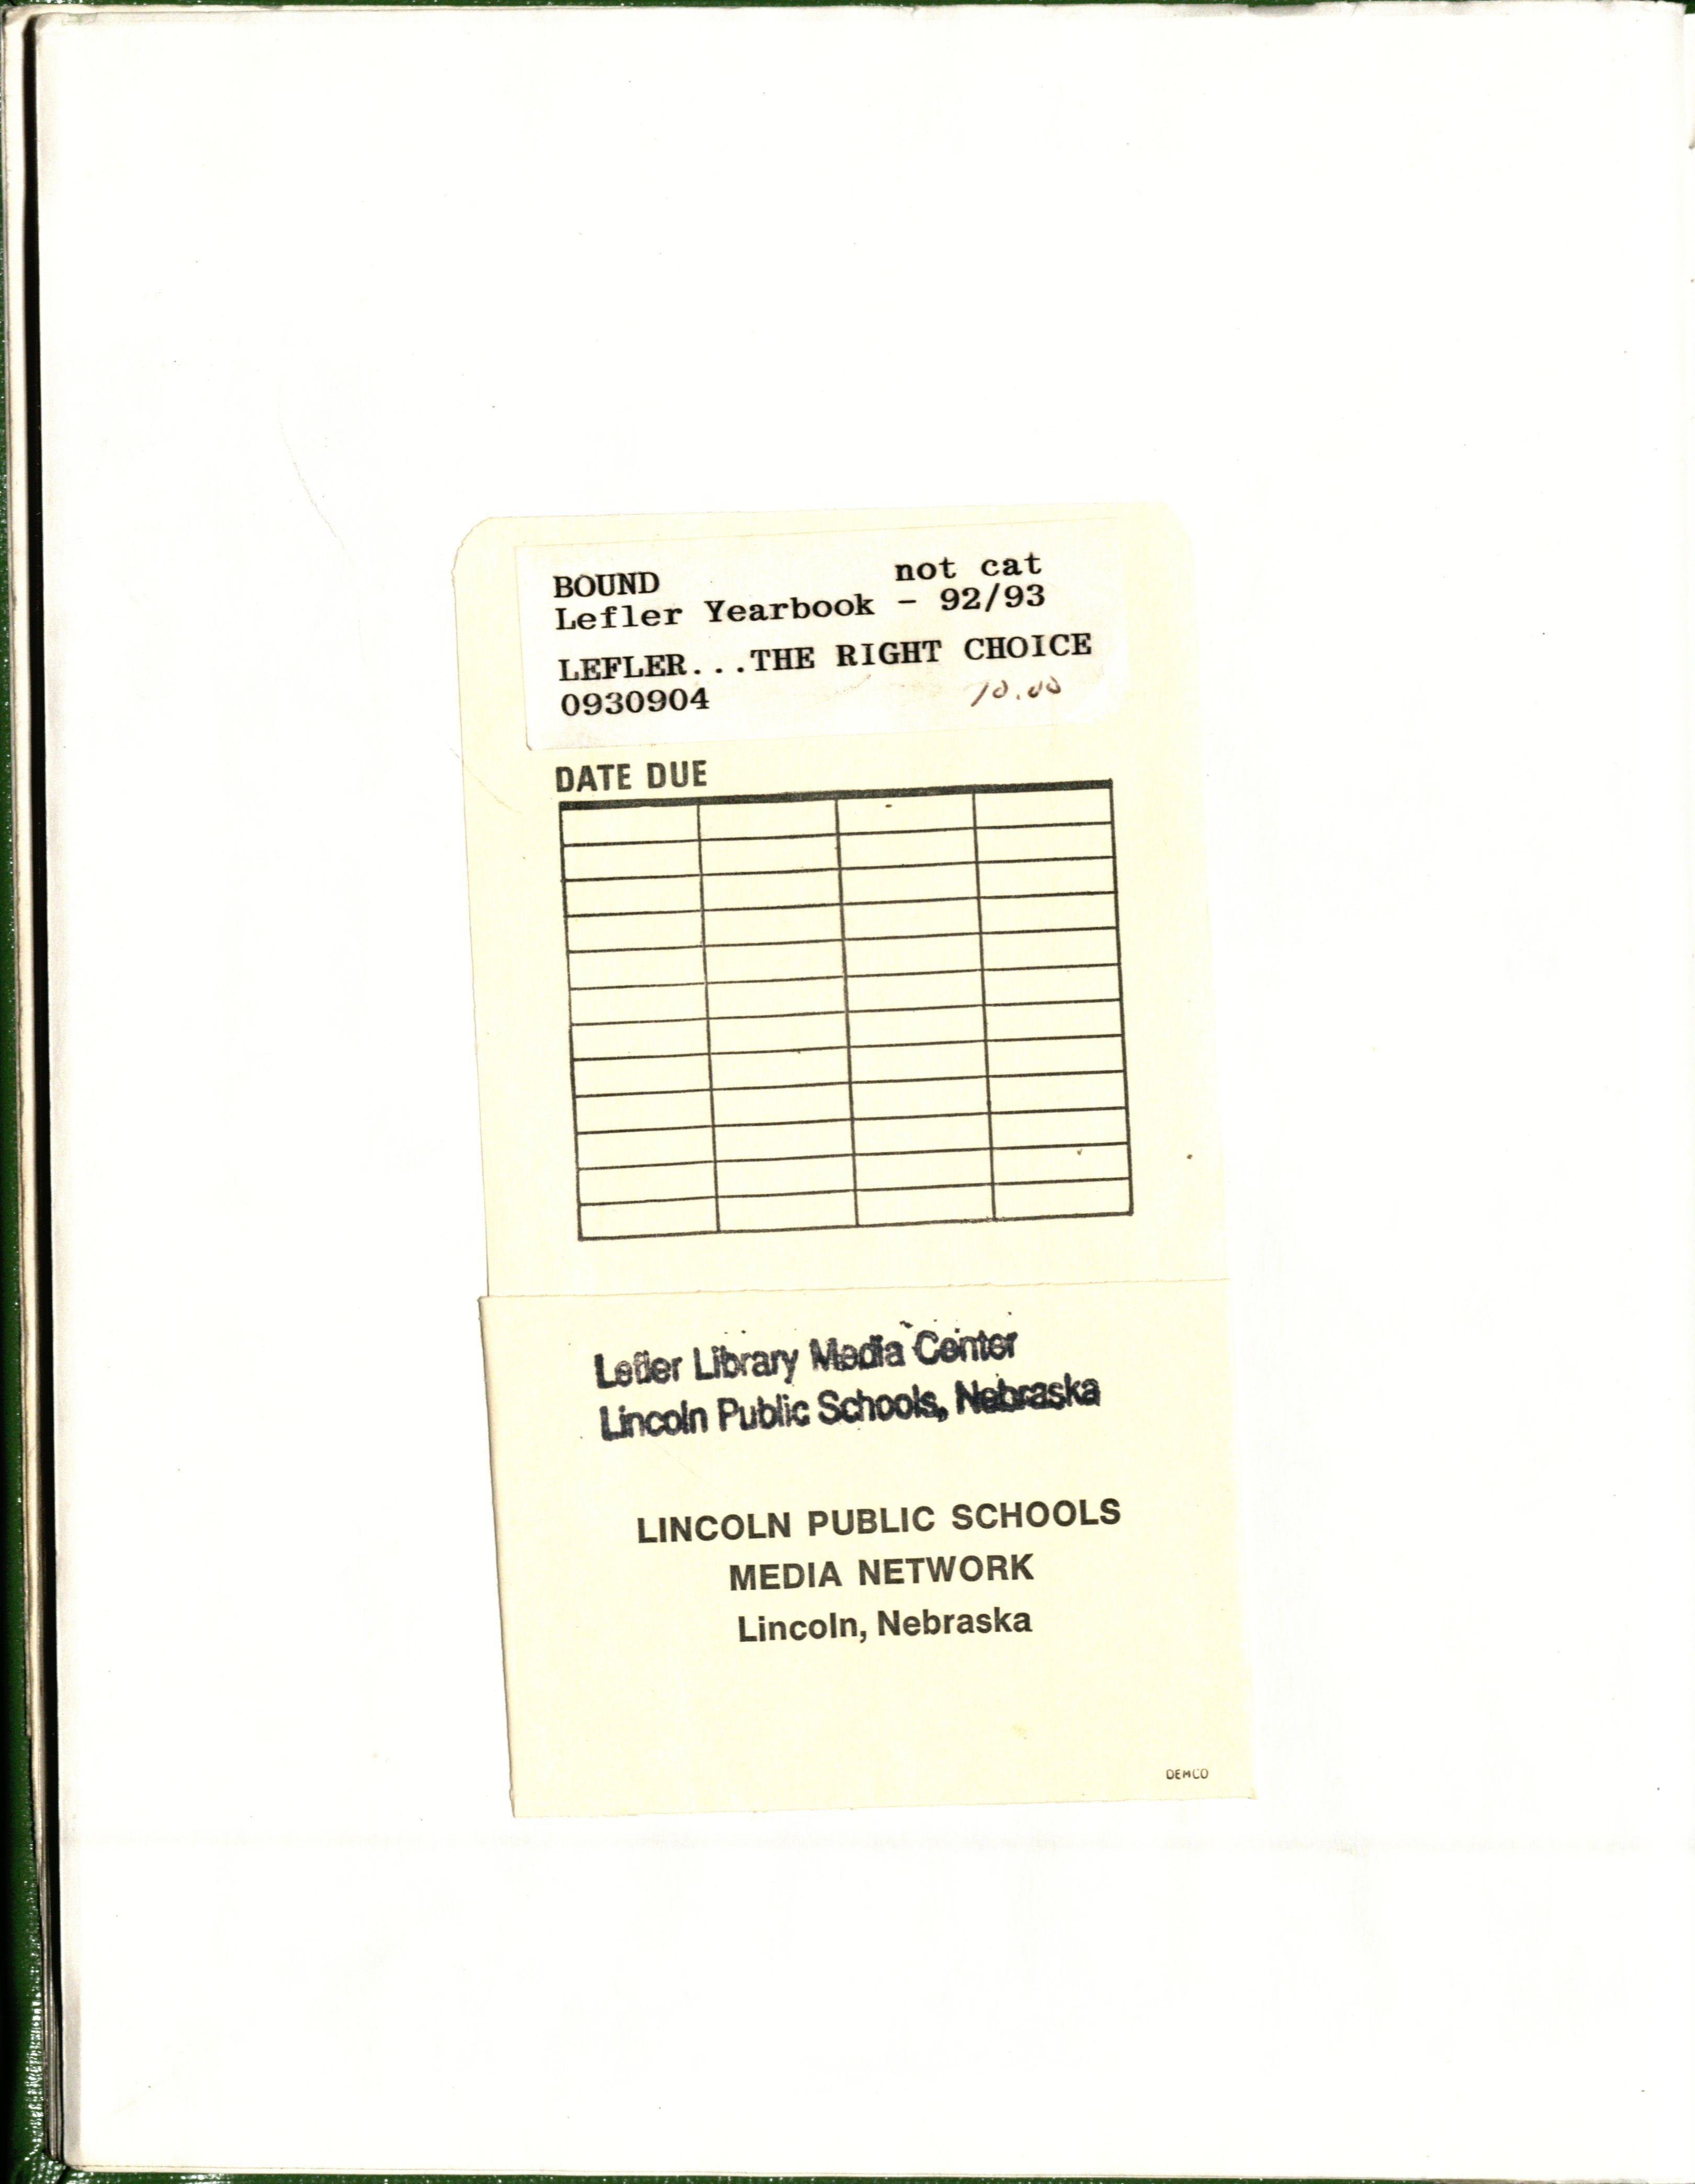 BOUND not cat
Lefler Yearbook - 92/93
LEFLER...THE RIGHT CHOICE
0930904 10.00
DATE DUE
Lefler Library Media Center
Lincoln Public Schools, Nebraska
LINCOLN PUBLIC SCHOOLS
MEDIA NETWORK
Lincoln, Nebraska
DEMCO